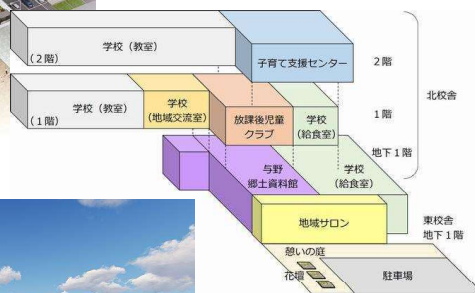 学校（教室）
（２階）
子育て支援センター
２階
北校舎
学校（教室）
（１階）
学校
（地域交流室）
放課後児童
クラブ
学校
（給食室）
１階
地下１階
与野
郷土資料館
学校
（給食室）
地域サロン
東校舎
地下１階
憩いの庭
花壇
駐車場